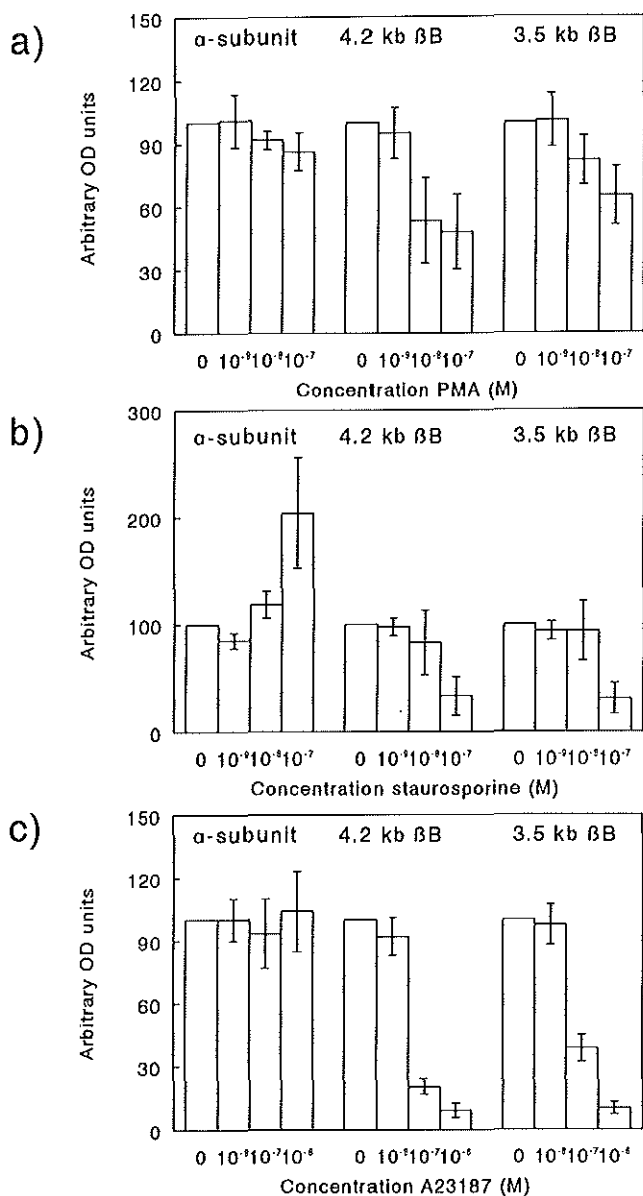 a)
150
120
90
60
30
0
Arbitrary OD units
α-subunit 4.2 kb ßB 3.5 kb ßB
0 10⁻⁹10⁻⁸10⁻⁷ 0 10⁻⁹10⁻⁸10⁻⁷ 0 10⁻⁹10⁻⁸10⁻⁷
Concentration PMA (M)
b)
300
200
100
0
Arbitrary OD units
α-subunit 4.2 kb ßB 3.5 kb ßB
0 10⁻⁹10⁻⁸10⁻⁷ 0 10⁻⁹10⁻⁸10⁻⁷ 0 10⁻⁹10⁻⁸10⁻⁷
Concentration staurosporine (M)
c)
150
120
90
60
30
0
Arbitrary OD units
α-subunit 4.2 kb ßB 3.5 kb ßB
0 10⁻⁸10⁻⁷10⁻⁶ 0 10⁻⁸10⁻⁷10⁻⁶ 0 10⁻⁸10⁻⁷10⁻⁶
Concentration A23187 (M)